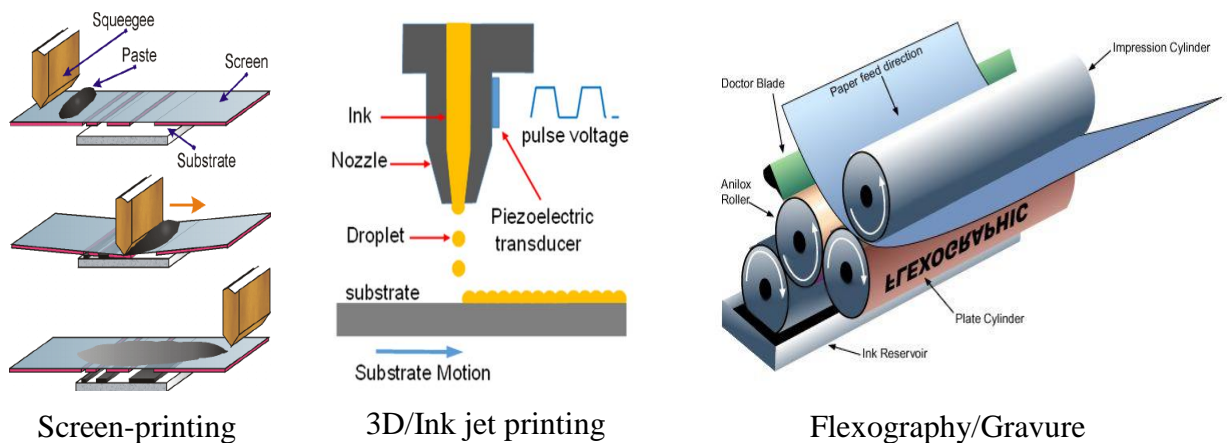 Squeegee
Paste
Screen
Substrate
Ink
Nozzle
pulse voltage
Piezoelectric
transducer
Droplet
substrate
Substrate Motion
Impression Cylinder
Paper feed direction
Doctor Blade
Anilox
Roller
FLEXOGRAPHIC
Plate Cylinder
Ink Reservoir
Screen-printing
3D/Ink jet printing
Flexography/Gravure